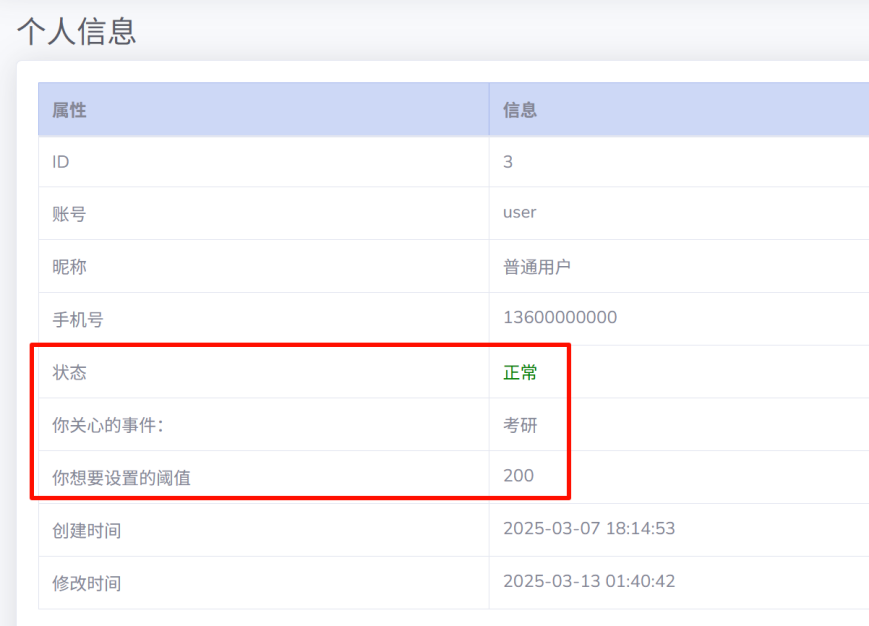 个人信息
属性 信息
ID 3
账号 user
昵称 普通用户
手机号 13600000000
状态 正常
你关心的事件: 考研
你想要设置的阈值 200
创建时间 2025-03-07 18:14:53
修改时间 2025-03-13 01:40:42